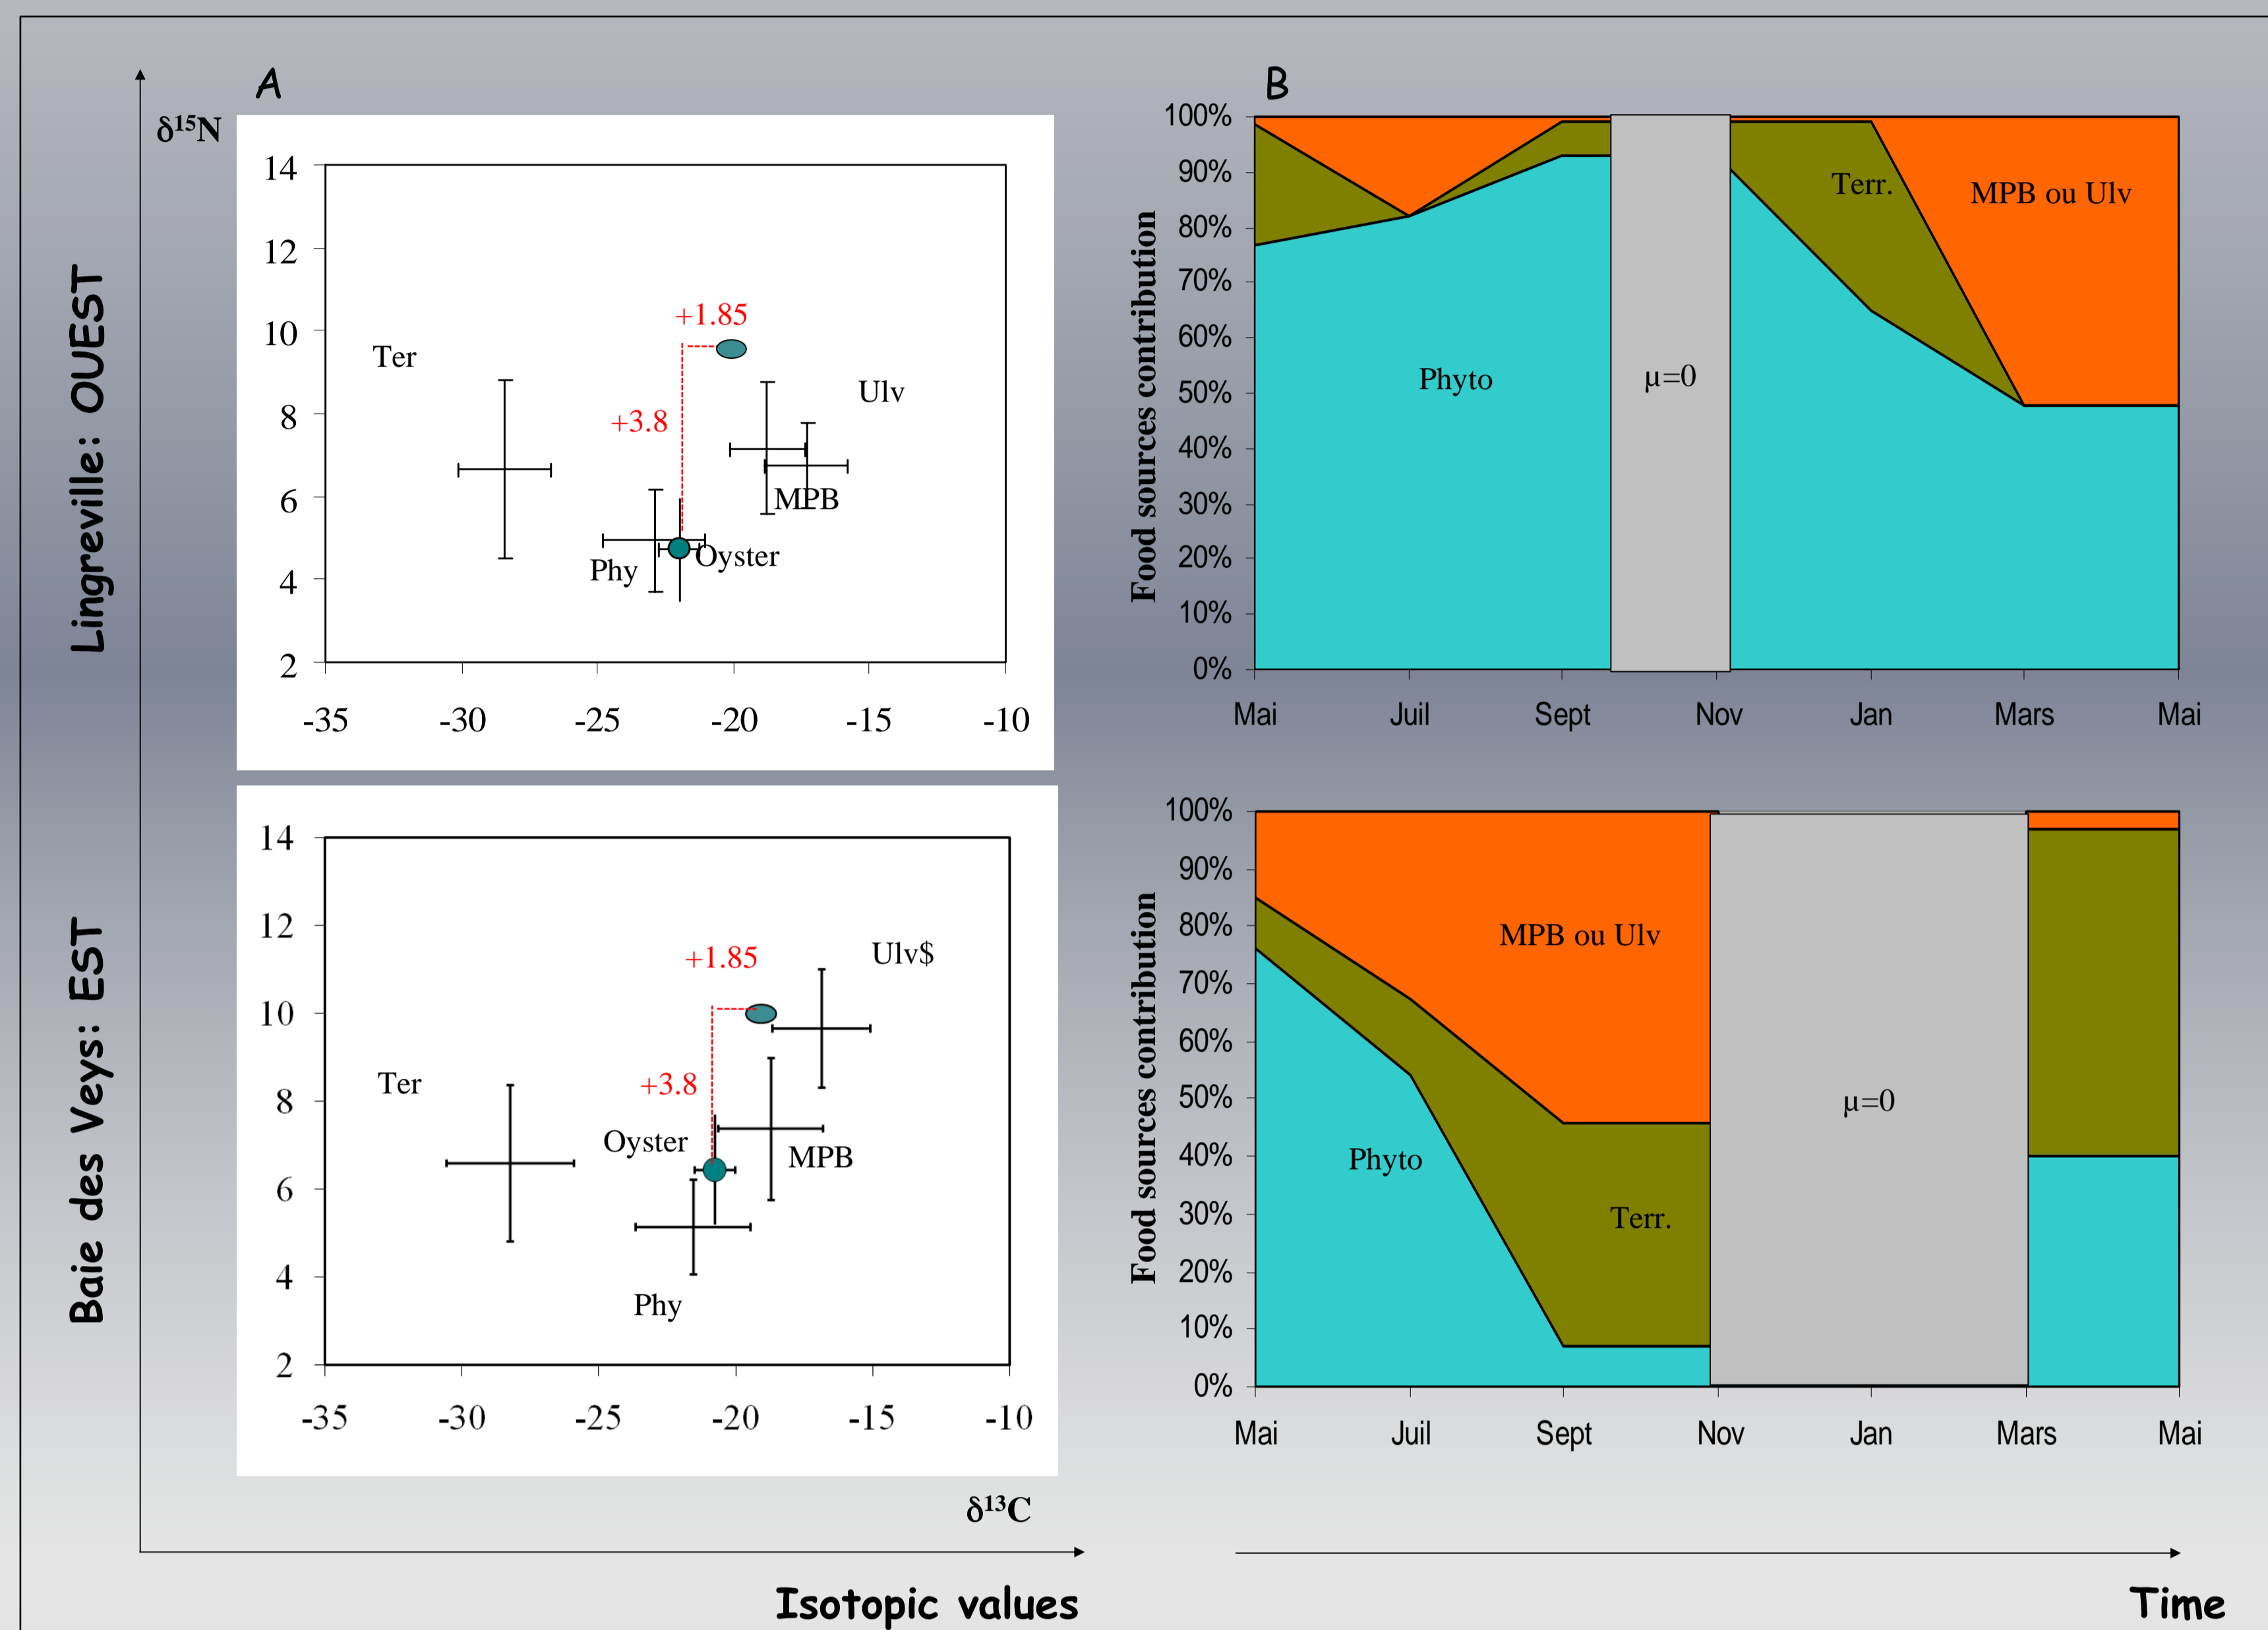 A
δ15N
Lingreville: OUEST
14
12
10
8
6
4
2
-35 -30 -25 -20 -15 -10
Ter
+1.85
+3.8
Ulv
MPB
Oyster
Phy
B
Food sources contribution
100%
90%
80%
70%
60%
50%
40%
30%
20%
10%
0%
Mai Juil Sept Nov Jan Mars Mai
Terr.
MPB ou Ulv
Phyto
µ=0
Baie des Veys: EST
14
12
10
8
6
4
2
-35 -30 -25 -20 -15 -10
Ulv$
+1.85
Ter
+3.8
Oyster
MPB
Phy
δ13C
Isotopic values
Food sources contribution
100%
90%
80%
70%
60%
50%
40%
30%
20%
10%
0%
Mai Juil Sept Nov Jan Mars Mai
MPB ou Ulv
µ=0
Phyto
Terr.
Time